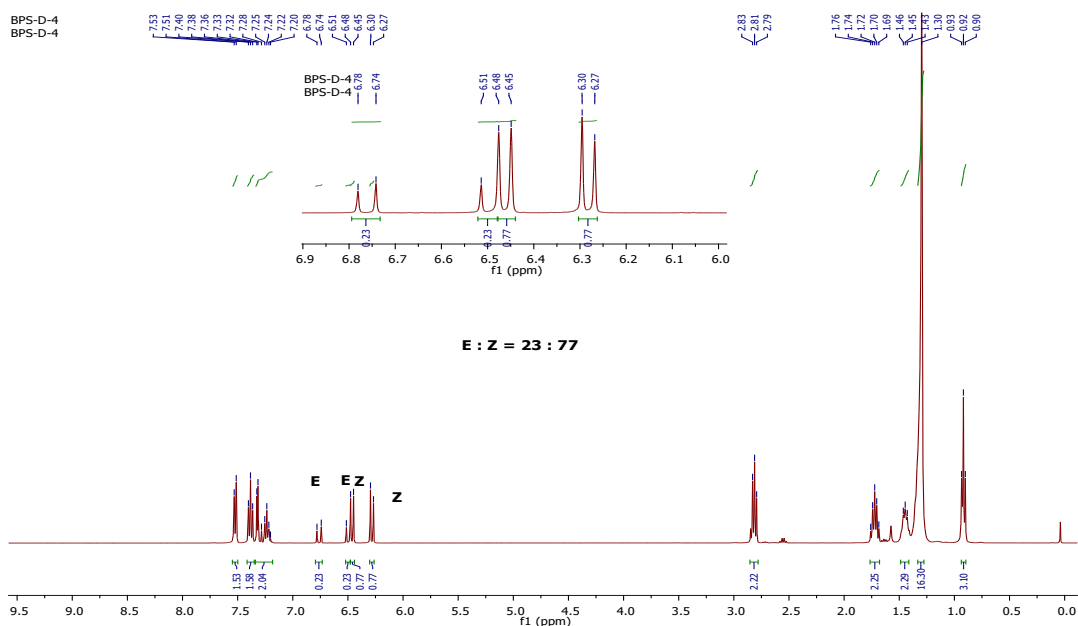 BPS-D-4
BPS-D-4
7.53 7.51 7.40 7.38 7.36 7.33 7.32 7.28 7.25 7.24 7.22 7.20 6.78 6.74 6.51 6.48 6.45 6.30 6.27 2.83 2.81 2.79 1.76 1.74 1.72 1.70 1.69 1.46 1.45 1.43 1.30 0.93 0.92 0.90
BPS-D-4
BPS-D-4
6.78 6.74 6.51 6.48 6.45 6.30 6.27
0.23 0.23 0.77 0.77
6.9 6.8 6.7 6.6 6.5 6.4 6.3 6.2 6.1 6.0
f1 (ppm)
E : Z = 23 : 77
E E Z Z
1.53 1.58 2.04 0.23 0.23 0.77 0.77 2.22 2.25 2.29 16.30 3.10
9.5 9.0 8.5 8.0 7.5 7.0 6.5 6.0 5.5 5.0 4.5 4.0 3.5 3.0 2.5 2.0 1.5 1.0 0.5 0.0
f1 (ppm)